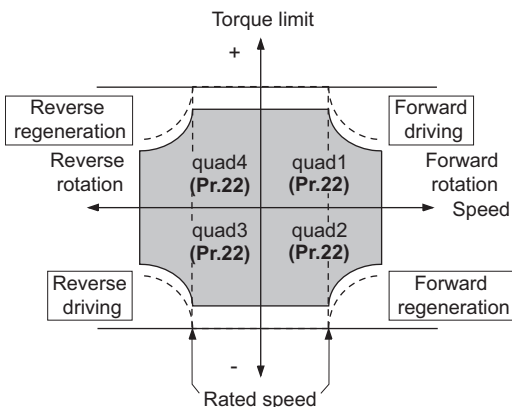 Torque limit
+
Reverse
regeneration
Forward
driving
Reverse
rotation
quad4
(Pr.22)
quad1
(Pr.22)
Forward
rotation
Speed
quad3
(Pr.22)
quad2
(Pr.22)
Reverse
driving
Forward
regeneration
-
Rated speed